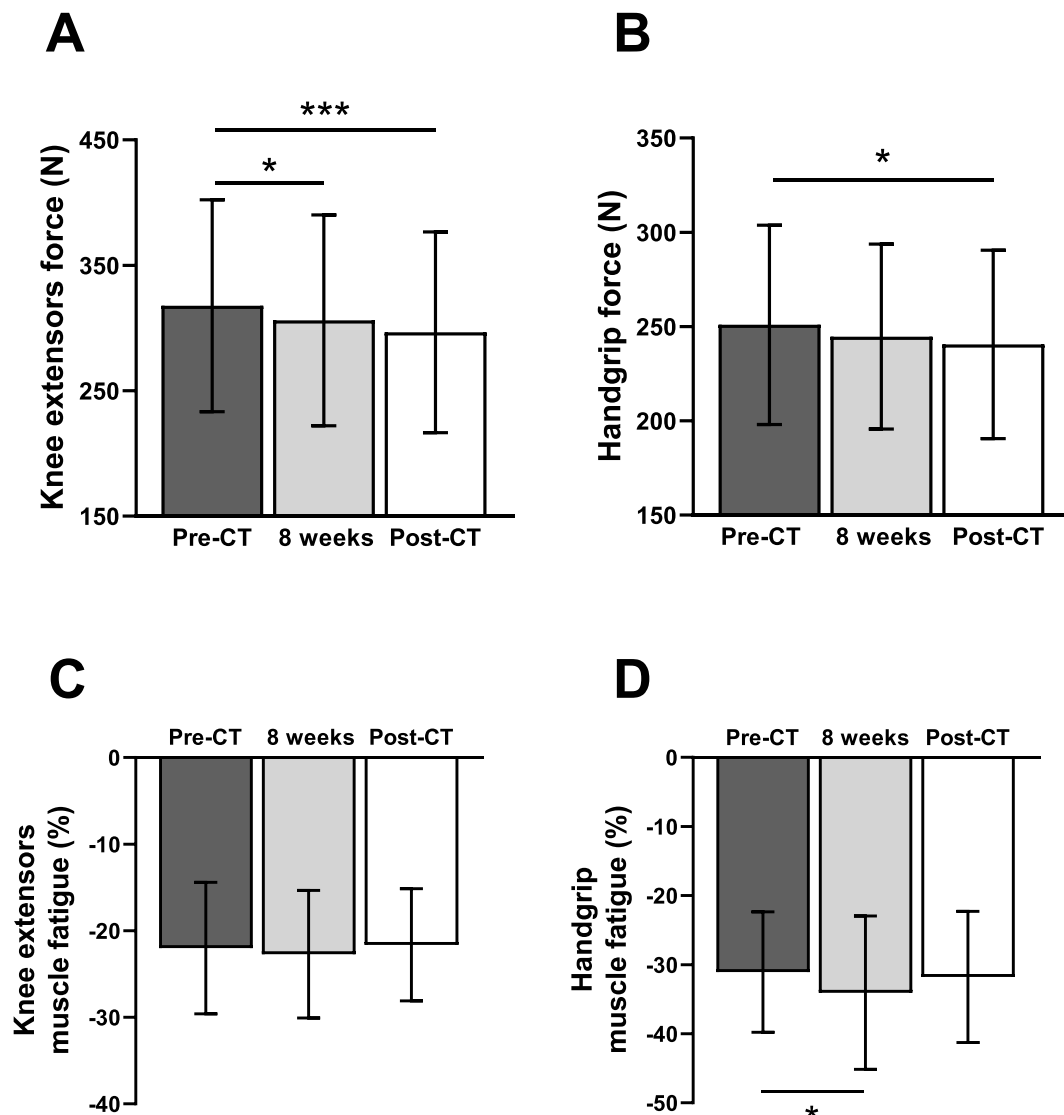 A
Knee extensors force (N)
450
350
250
150
***
*
Pre-CT 8 weeks Post-CT
B
Handgrip force (N)
350
300
250
200
150
*
Pre-CT 8 weeks Post-CT
C
Knee extensors
muscle fatigue (%)
Pre-CT 8 weeks Post-CT
0
-10
-20
-30
-40
D
Handgrip
muscle fatigue (%)
Pre-CT 8 weeks Post-CT
0
-10
-20
-30
-40
-50
*